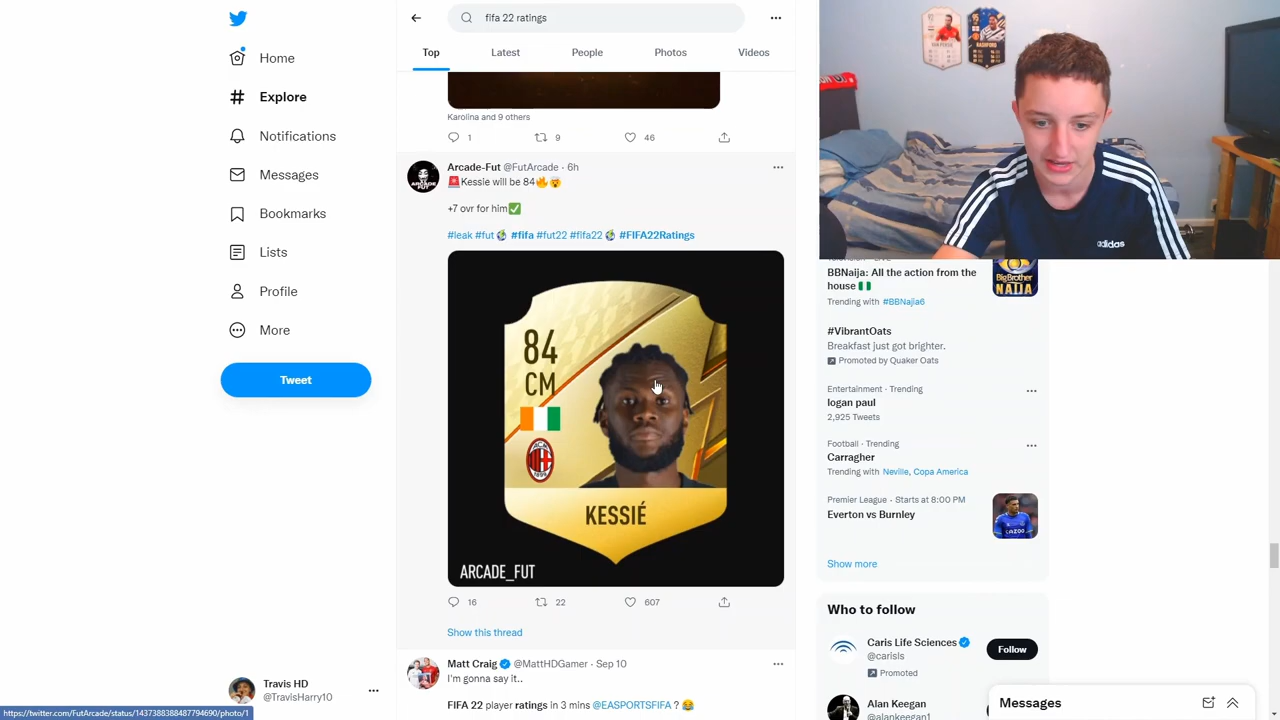 fifa 22 ratings
Top
Latest
People
Photos
Videos
Home
Explore
Notifications
Messages
Bookmarks
Lists
Profile
More
Tweet
Travis HD
@TravisHarry10
https://twitter.com/FutArcade/status/1437388388487794690/photo/1
Karolina and 9 others
1
9
46
Arcade-Fut @FutArcade · 6h
🚨Kessie will be 84🔥🤯
+7 ovr for him✅
#leak #fut #fifa #fut22 #fifa22 #FIFA22Ratings
84
CM
KESSIÉ
ARCADE_FUT
16
22
607
Show this thread
Matt Craig @MattHDGamer · Sep 10
I'm gonna say it..
FIFA 22 player ratings in 3 mins @EASPORTSFIFA ? 😂
RASHFORD
adidas
BBNaija: All the action from the
house 🇳🇬
Trending with #BBNaija6
#VibrantOats
Breakfast just got brighter.
Promoted by Quaker Oats
Entertainment · Trending
logan paul
2,925 Tweets
Football · Trending
Carragher
Trending with Neville, Copa America
Premier League · Starts at 8:00 PM
Everton vs Burnley
CAZOO
Show more
Who to follow
Caris Life Sciences
@carisls
Follow
Promoted
Alan Keegan
@alankeegan1
Messages